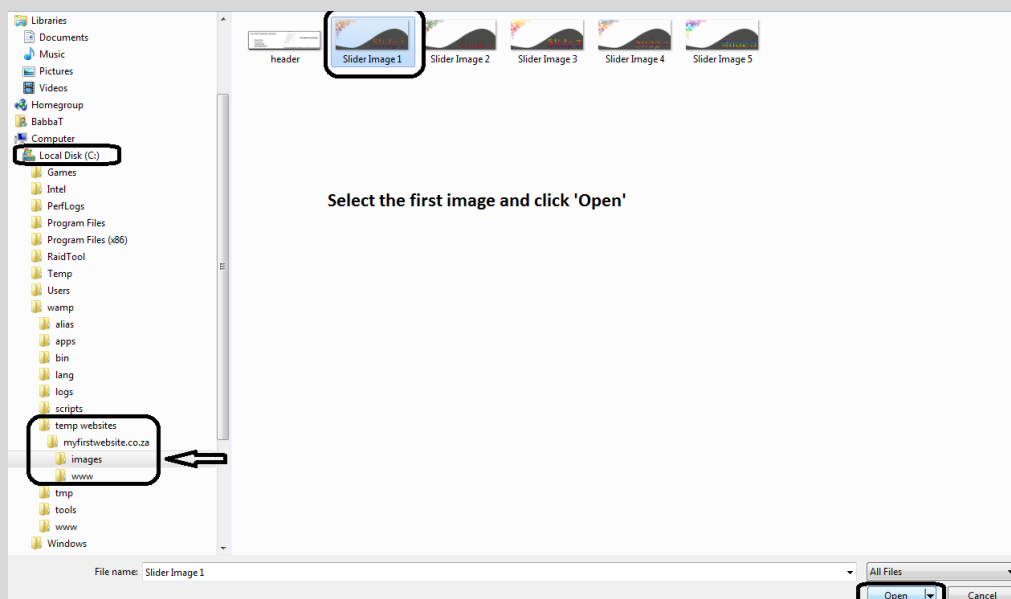 Libraries
Documents
Music
Pictures
Videos
Homegroup
BabbaT
Computer
Local Disk (C:)
Games
Intel
PerfLogs
Program Files
Program Files (x86)
RaidTool
Temp
Users
wamp
alias
apps
bin
lang
logs
scripts
temp websites
myfirstwebsite.co.za
images
www
tmp
tools
www
Windows
header
Slider Image 1
Slider Image 2
Slider Image 3
Slider Image 4
Slider Image 5
Select the first image and click 'Open'
File name: Slider Image 1
All Files
Open
Cancel